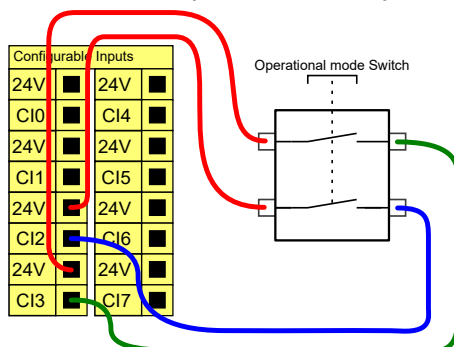 Configurable Inputs
Operational mode Switch
24V 24V
CI0 CI4
24V 24V
CI1 CI5
24V 24V
CI2 CI6
24V 24V
CI3 CI7